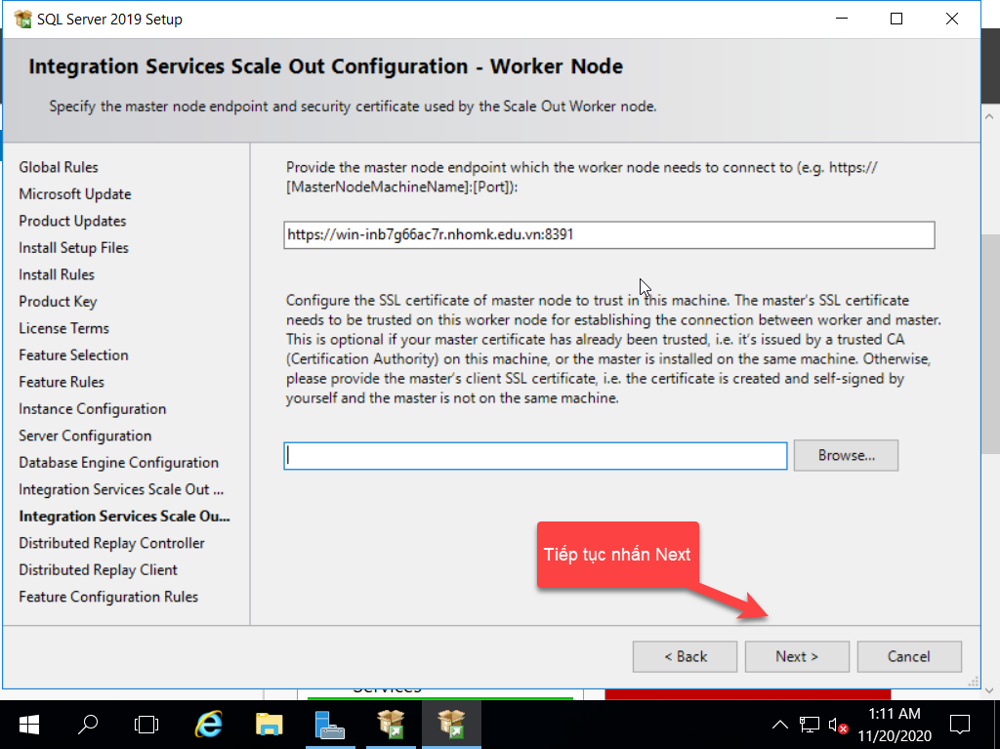 SQL Server 2019 Setup
Integration Services Scale Out Configuration - Worker Node
Specify the master node endpoint and security certificate used by the Scale Out Worker node.
Global Rules
Microsoft Update
Product Updates
Install Setup Files
Install Rules
Product Key
License Terms
Feature Selection
Feature Rules
Instance Configuration
Server Configuration
Database Engine Configuration
Integration Services Scale Out ...
Integration Services Scale Ou...
Distributed Replay Controller
Distributed Replay Client
Feature Configuration Rules
Provide the master node endpoint which the worker node needs to connect to (e.g. https://
[MasterNodeMachineName]:[Port]):
https://win-inb7g66ac7r.nhomk.edu.vn:8391
Configure the SSL certificate of master node to trust in this machine. The master's SSL certificate
needs to be trusted on this worker node for establishing the connection between worker and master.
This is optional if your master certificate has already been trusted, i.e. it's issued by a trusted CA
(Certification Authority) on this machine, or the master is installed on the same machine. Otherwise,
please provide the master's client SSL certificate, i.e. the certificate is created and self-signed by
yourself and the master is not on the same machine.
Browse...
Tiếp tục nhấn Next
< Back
Next >
Cancel
Services
1:11 AM
11/20/2020